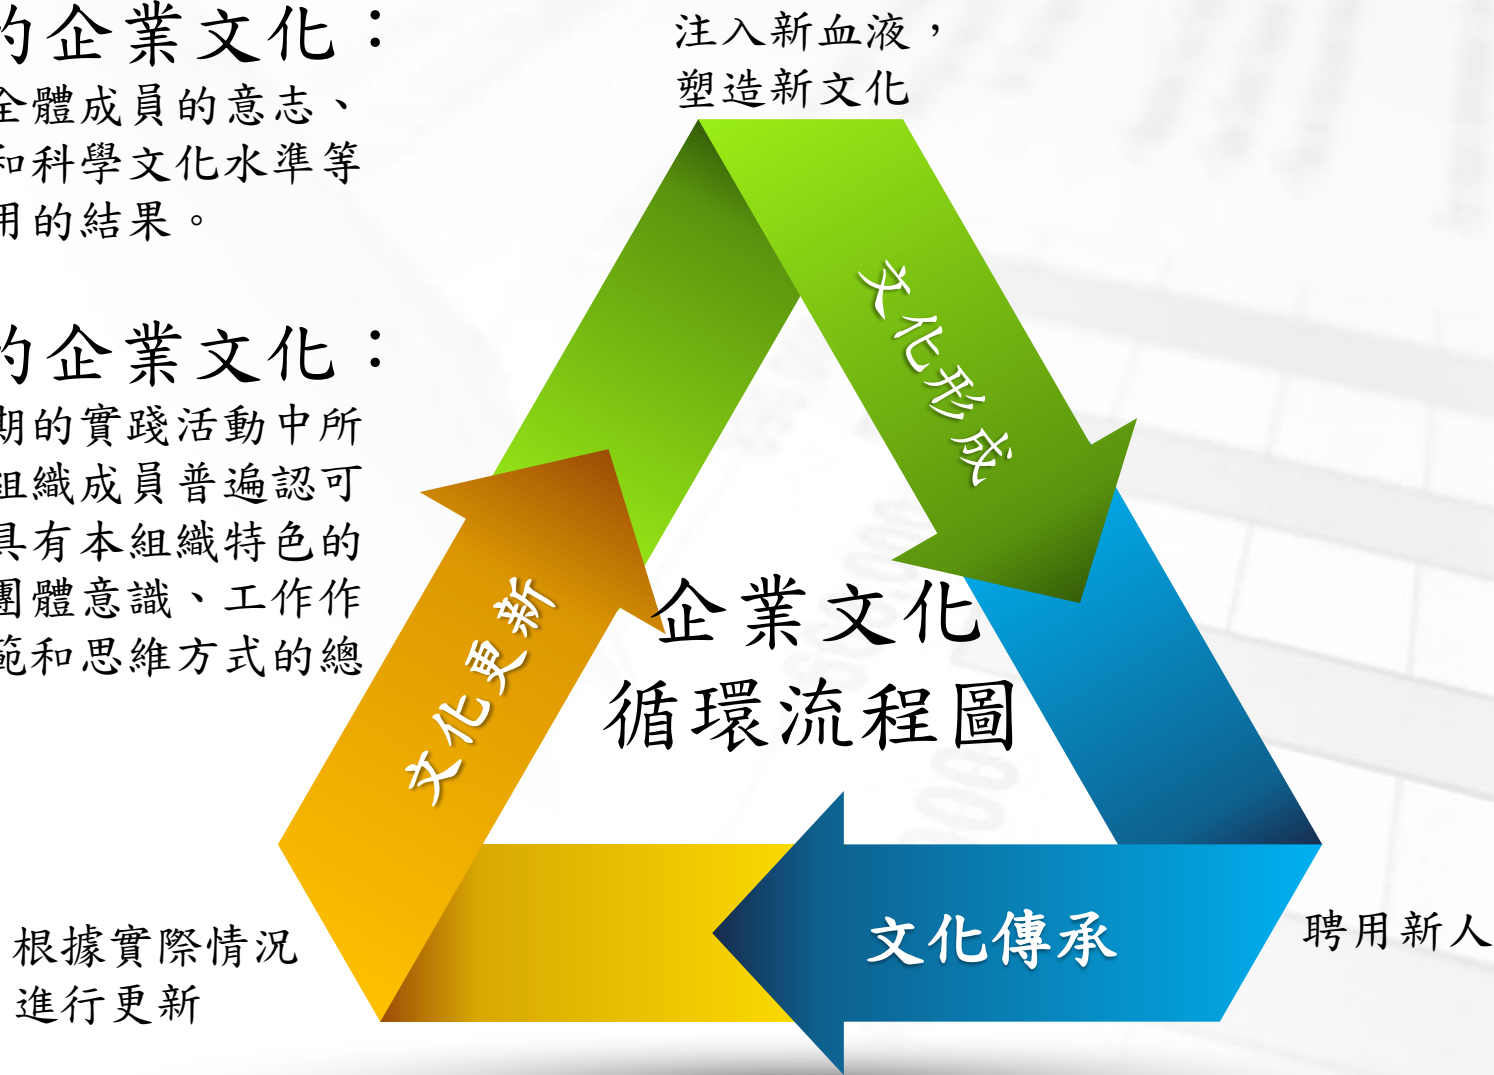 的企業文化：
全體成員的意志、
和科學文化水準等
用的結果。
的企業文化：
期的實踐活動中所
組織成員普遍認可
具有本組織特色的
團體意識、工作作
範和思維方式的總
注入新血液，
塑造新文化
文化形成
文化更新
企業文化
循環流程圖
文化傳承
聘用新人
根據實際情況
進行更新